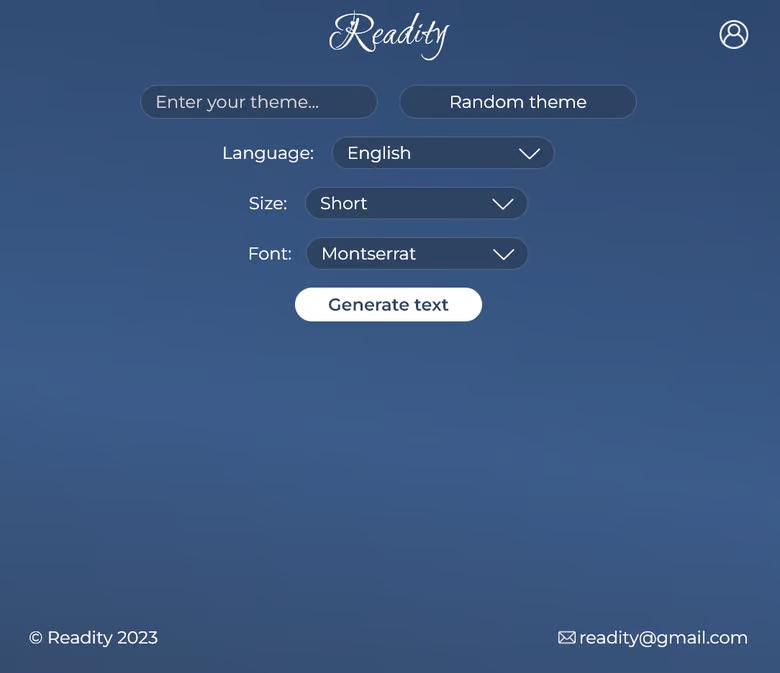 Readity
Enter your theme... Random theme
Language: English
Size: Short
Font: Montserrat
Generate text
© Readity 2023 readity@gmail.com